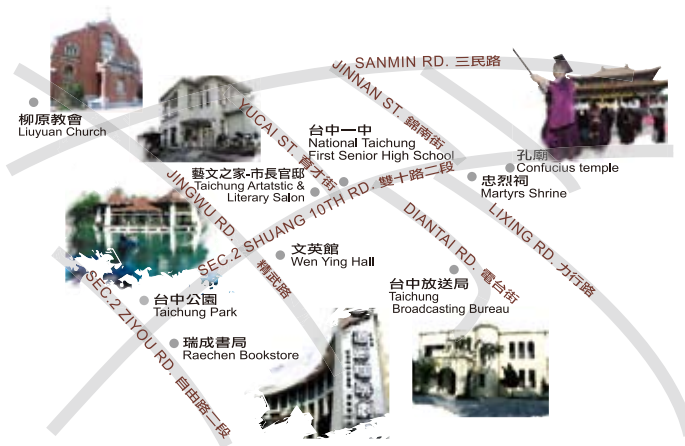 SANMIN RD. 三民路
JINNAN ST. 錦南街
YUCAI ST. 育才街
柳原教會
Liuyuan Church
台中一中
National Taichung
First Senior High School
孔廟
Confucius temple
忠烈祠
Martyrs Shrine
藝文之家-市長官邸
Taichung Artatstic &
Literary Salon
JINGWU RD. 精武路
SEC.2 SHUANG 10TH RD. 雙十路二段
DIANTAI RD. 電台街
LIXING RD. 力行路
文英館
Wen Ying Hall
台中放送局
Taichung
Broadcasting Bureau
台中公園
Taichung Park
SEC.2 ZIYOU RD. 自由路二段
瑞成書局
Raechen Bookstore